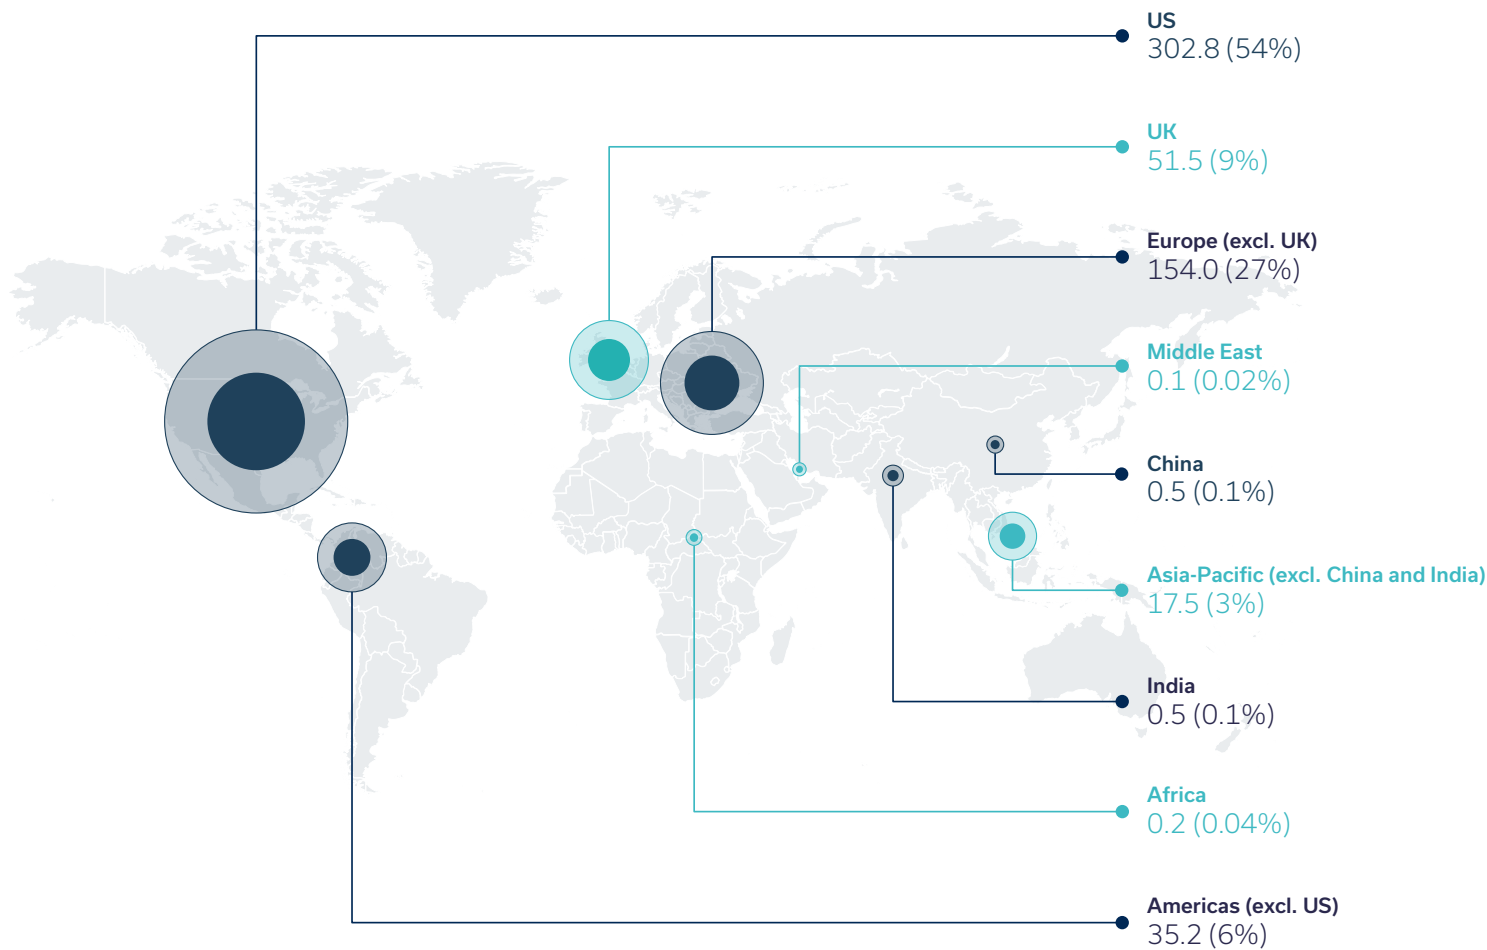 US
302.8 (54%)
UK
51.5 (9%)
Europe (excl. UK)
154.0 (27%)
Middle East
0.1 (0.02%)
China
0.5 (0.1%)
Asia-Pacific (excl. China and India)
17.5 (3%)
India
0.5 (0.1%)
Africa
0.2 (0.04%)
Americas (excl. US)
35.2 (6%)